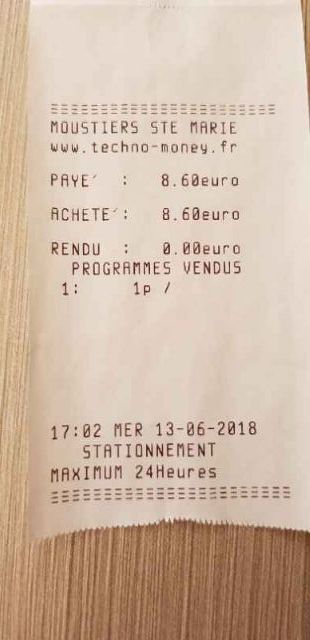 ==========================
MOUSTIERS STE MARIE
www.techno-money.fr
PAYE´ : 8.60euro
ACHETE´: 8.60euro
RENDU : 0.00euro
PROGRAMMES VENDUS
1: 1p /
17:02 MER 13-06-2018
STATIONNEMENT
MAXIMUM 24Heures
==========================